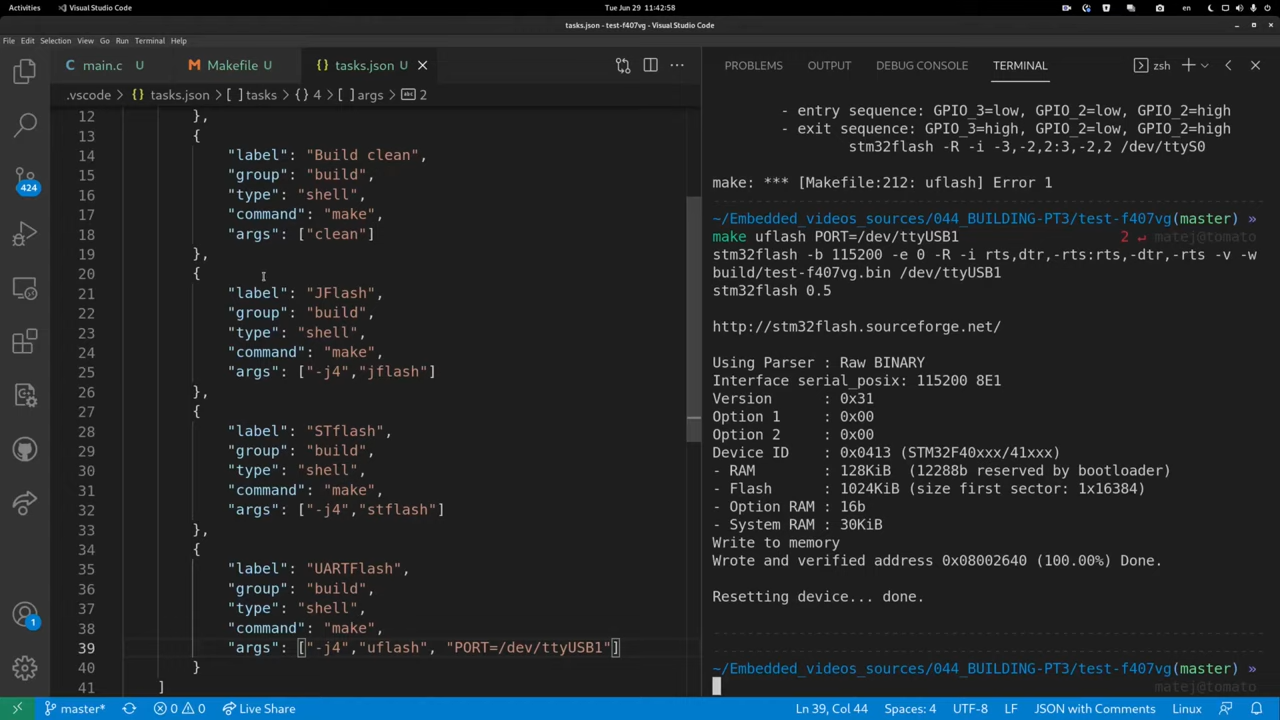 Activities
Visual Studio Code
Tue Jun 29 11:42:58
en
tasks.json - test-f407vg - Visual Studio Code
File Edit Selection View Go Run Terminal Help
main.c U
Makefile U
tasks.json U
PROBLEMS OUTPUT DEBUG CONSOLE TERMINAL
zsh
.vscode > tasks.json > [ ] tasks > {} 4 > [ ] args > abc 2
12 },
13 {
14 "label": "Build clean",
15 "group": "build",
16 "type": "shell",
17 "command": "make",
18 "args": ["clean"]
19 },
20 {
21 "label": "JFlash",
22 "group": "build",
23 "type": "shell",
24 "command": "make",
25 "args": ["-j4","jflash"]
26 },
27 {
28 "label": "STflash",
29 "group": "build",
30 "type": "shell",
31 "command": "make",
32 "args": ["-j4","stflash"]
33 },
34 {
35 "label": "UARTFlash",
36 "group": "build",
37 "type": "shell",
38 "command": "make",
39 "args": ["-j4","uflash", "PORT=/dev/ttyUSB1"]
40 }
41 ]
424
1
- entry sequence: GPIO_3=low, GPIO_2=low, GPIO_2=high
- exit sequence: GPIO_3=high, GPIO_2=low, GPIO_2=high
stm32flash -R -i -3,-2,2:3,-2,2 /dev/ttyS0
make: *** [Makefile:212: uflash] Error 1
~/Embedded_videos_sources/044_BUILDING-PT3/test-f407vg(master) »
make uflash PORT=/dev/ttyUSB1 2 ↵ matej@tomato
stm32flash -b 115200 -e 0 -R -i rts,dtr,-rts:rts,-dtr,-rts -v -w
build/test-f407vg.bin /dev/ttyUSB1
stm32flash 0.5
http://stm32flash.sourceforge.net/
Using Parser : Raw BINARY
Interface serial_posix: 115200 8E1
Version : 0x31
Option 1 : 0x00
Option 2 : 0x00
Device ID : 0x0413 (STM32F40xxx/41xxx)
- RAM : 128KiB (12288b reserved by bootloader)
- Flash : 1024KiB (size first sector: 1x16384)
- Option RAM : 16b
- System RAM : 30KiB
Write to memory
Wrote and verified address 0x08002640 (100.00%) Done.
Resetting device... done.
~/Embedded_videos_sources/044_BUILDING-PT3/test-f407vg(master) »
matej@tomato
master*
0 0
Live Share
Ln 39, Col 44 Spaces: 4 UTF-8 LF JSON with Comments Linux